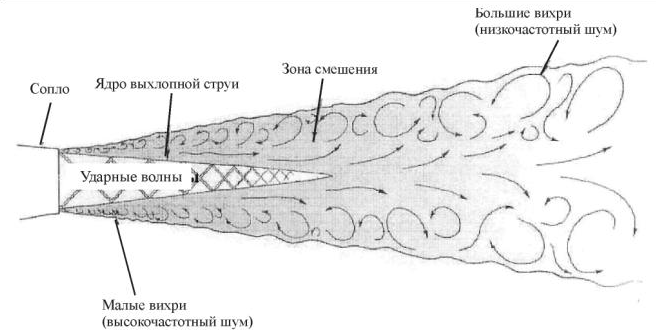 Большие вихри
(низкочастотный шум)
Зона смешения
Ядро выхлопной струи
Сопло
Ударные волны
Малые вихри
(высокочастотный шум)